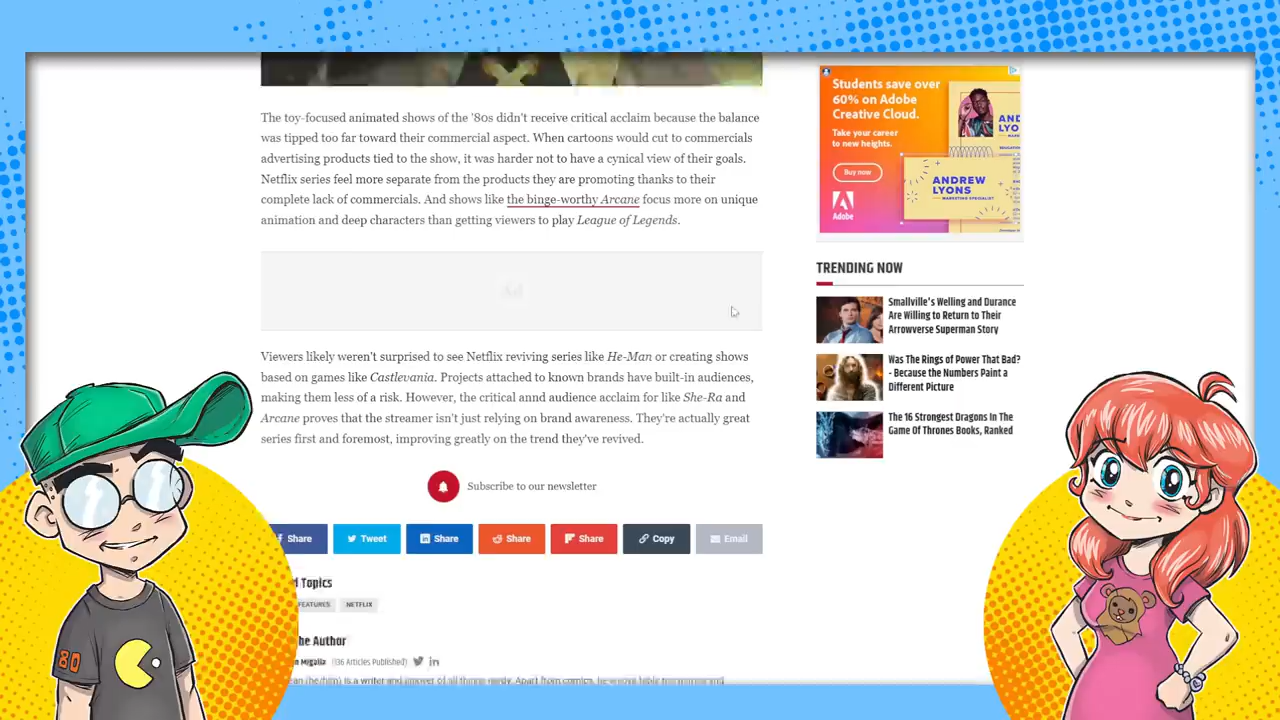 The toy-focused animated shows of the '80s didn't receive critical acclaim because the balance
was tipped too far toward their commercial aspect. When cartoons would cut to commercials
advertising products tied to the show, it was harder not to have a cynical view of their goals.
Netflix series feel more separate from the products they are promoting thanks to their
complete lack of commercials. And shows like the binge-worthy Arcane focus more on unique
animation and deep characters than getting viewers to play League of Legends.
Ad
Viewers likely weren't surprised to see Netflix reviving series like He-Man or creating shows
based on games like Castlevania. Projects attached to known brands have built-in audiences,
making them less of a risk. However, the critical annd audience acclaim for like She-Ra and
Arcane proves that the streamer isn't just relying on brand awareness. They're actually great
series first and foremost, improving greatly on the trend they've revived.
Subscribe to our newsletter
Share Tweet Share Share Share Copy Email
d Topics
FEATURES NETFLIX
he Author
(136 Articles Published)
Students save over
60% on Adobe
Creative Cloud.
Take your career
to new heights.
Buy now
Adobe
ANDREW
LYONS
MARKETING SPECIALIST
TRENDING NOW
Smallville's Welling and Durance
Are Willing to Return to Their
Arrowverse Superman Story
Was The Rings of Power That Bad?
- Because the Numbers Paint a
Different Picture
The 16 Strongest Dragons In The
Game Of Thrones Books, Ranked
80